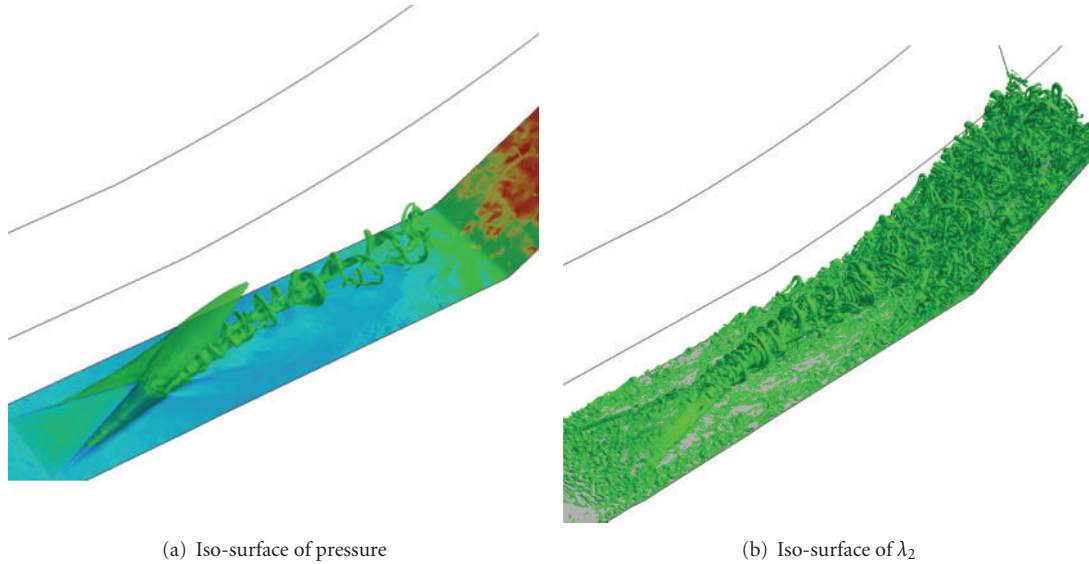 (a) Iso-surface of pressure
(b) Iso-surface of λ₂